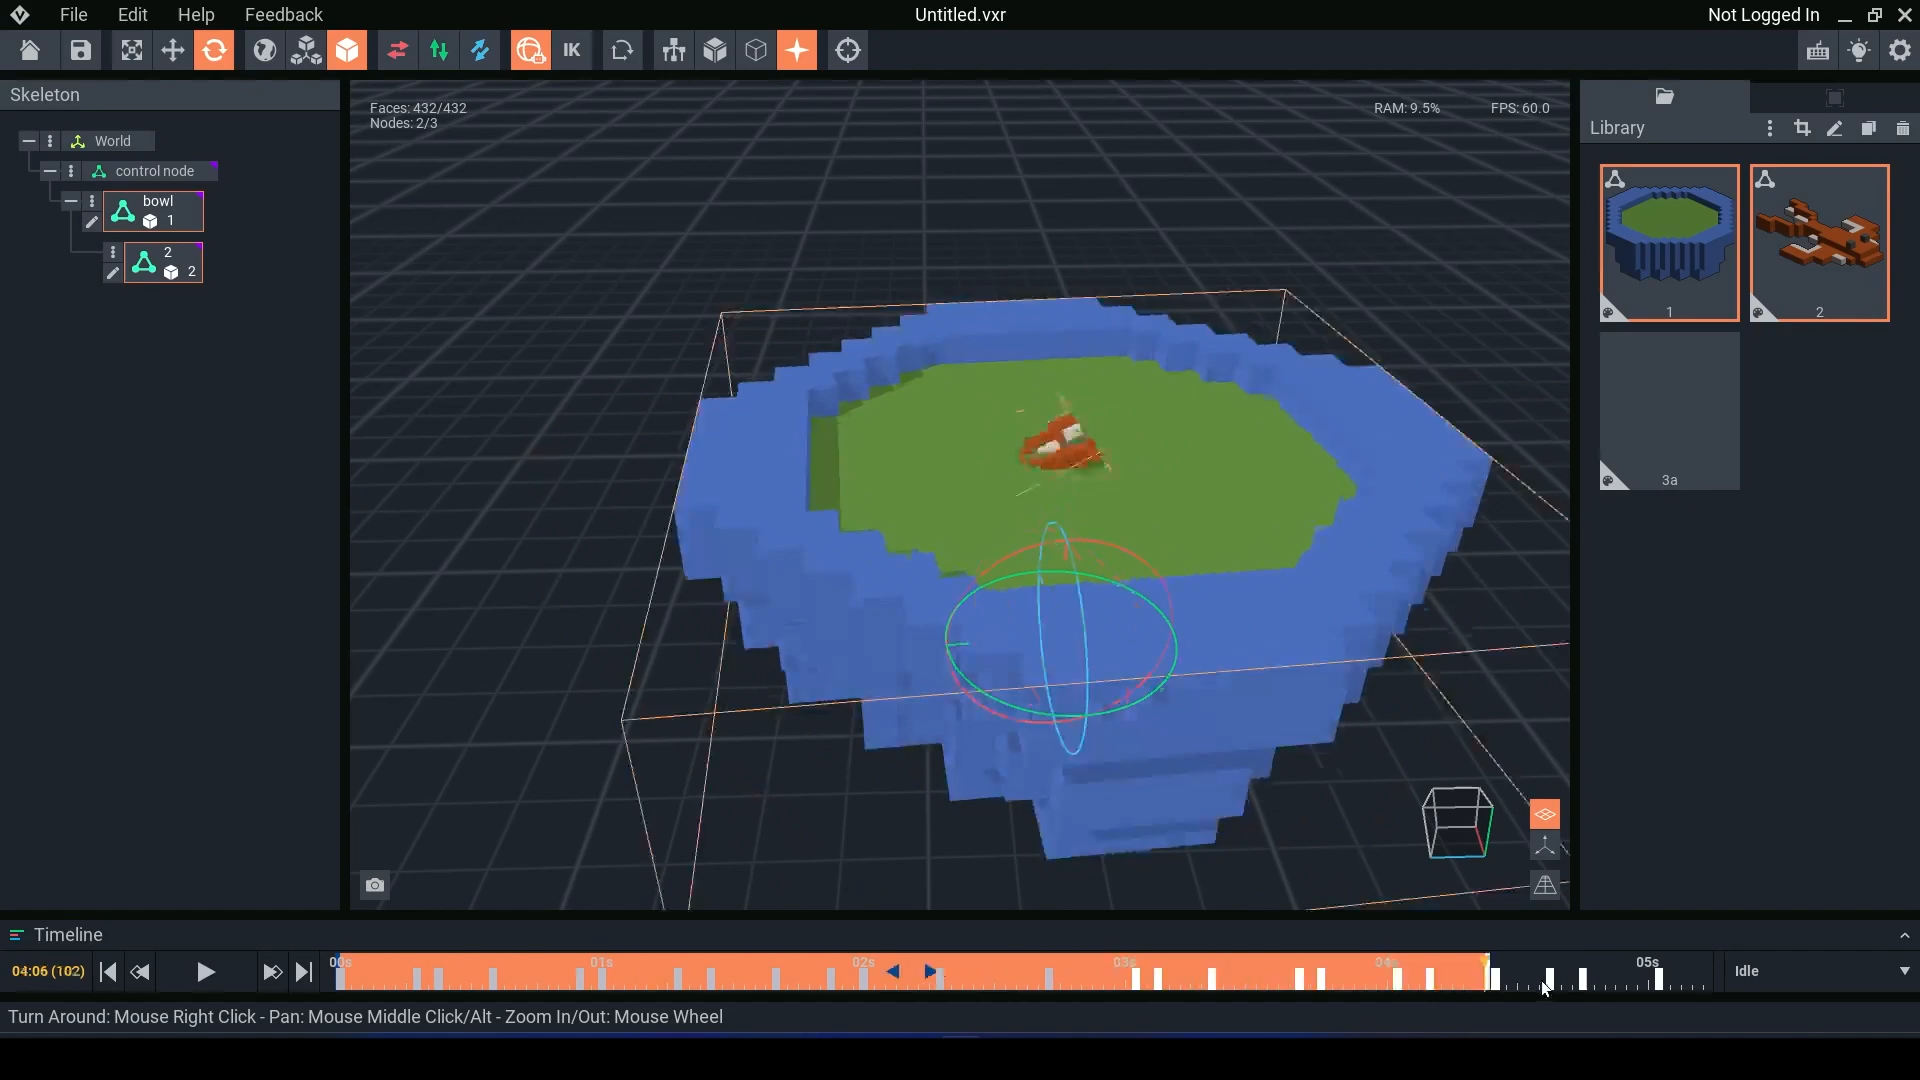 File Edit Help Feedback Untitled.vxr Not Logged In
IK
Skeleton
World
control node
bowl
1
2
2
Faces: 432/432
Nodes: 2/3
RAM: 9.5%
FPS: 60.0
Library
1
2
3a
Timeline
04:06 (102)
00s 01s 02s 03s 04s 05s
Idle
Turn Around: Mouse Right Click - Pan: Mouse Middle Click/Alt - Zoom In/Out: Mouse Wheel